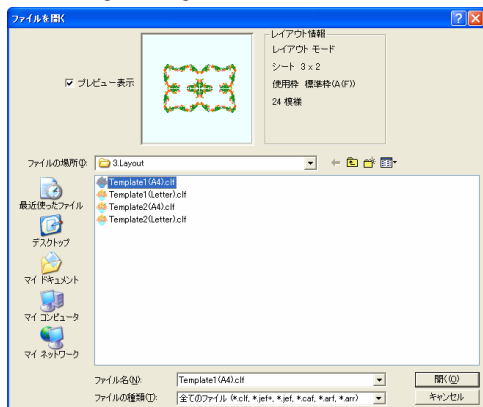 ファイルを開く
プレビュー表示
レイアウト情報
レイアウト モード
シート 3 x 2
使用枠 標準枠(A(F))
24 模様
ファイルの場所(I):
3.Layout
Template1(A4).clf
Template1(Letter).clf
Template2(A4).clf
Template2(Letter).clf
最近使ったファイル
デスクトップ
マイ ドキュメント
マイ コンピュータ
マイ ネットワーク
ファイル名(N):
Template1(A4).clf
開く(O)
ファイルの種類(T):
全てのファイル (*.clf, *.jef+, *.jef, *.caf, *.arf, *.arr)
キャンセル